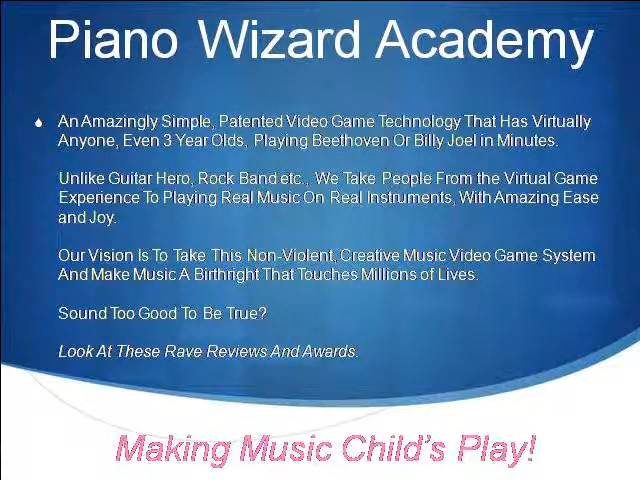 Piano Wizard Academy
An Amazingly Simple, Patented Video Game Technology That Has Virtually
Anyone, Even 3 Year Olds, Playing Beethoven Or Billy Joel in Minutes.
Unlike Guitar Hero, Rock Band etc., We Take People From the Virtual Game
Experience To Playing Real Music On Real Instruments, With Amazing Ease
and Joy.
Our Vision Is To Take This Non-Violent, Creative Music Video Game System
And Make Music A Birthright That Touches Millions of Lives.
Sound Too Good To Be True?
Look At These Rave Reviews And Awards.
Making Music Child's Play!